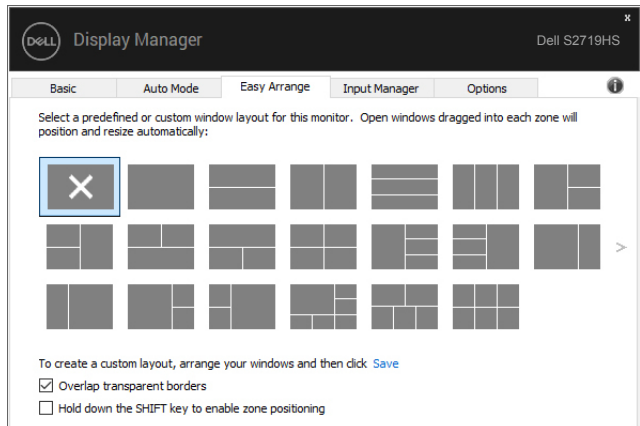 x
DELL Display Manager
Dell S2719HS
Basic Auto Mode Easy Arrange Input Manager Options
Select a predefined or custom window layout for this monitor.  Open windows dragged into each zone will
position and resize automatically:
To create a custom layout, arrange your windows and then click Save
Overlap transparent borders
Hold down the SHIFT key to enable zone positioning